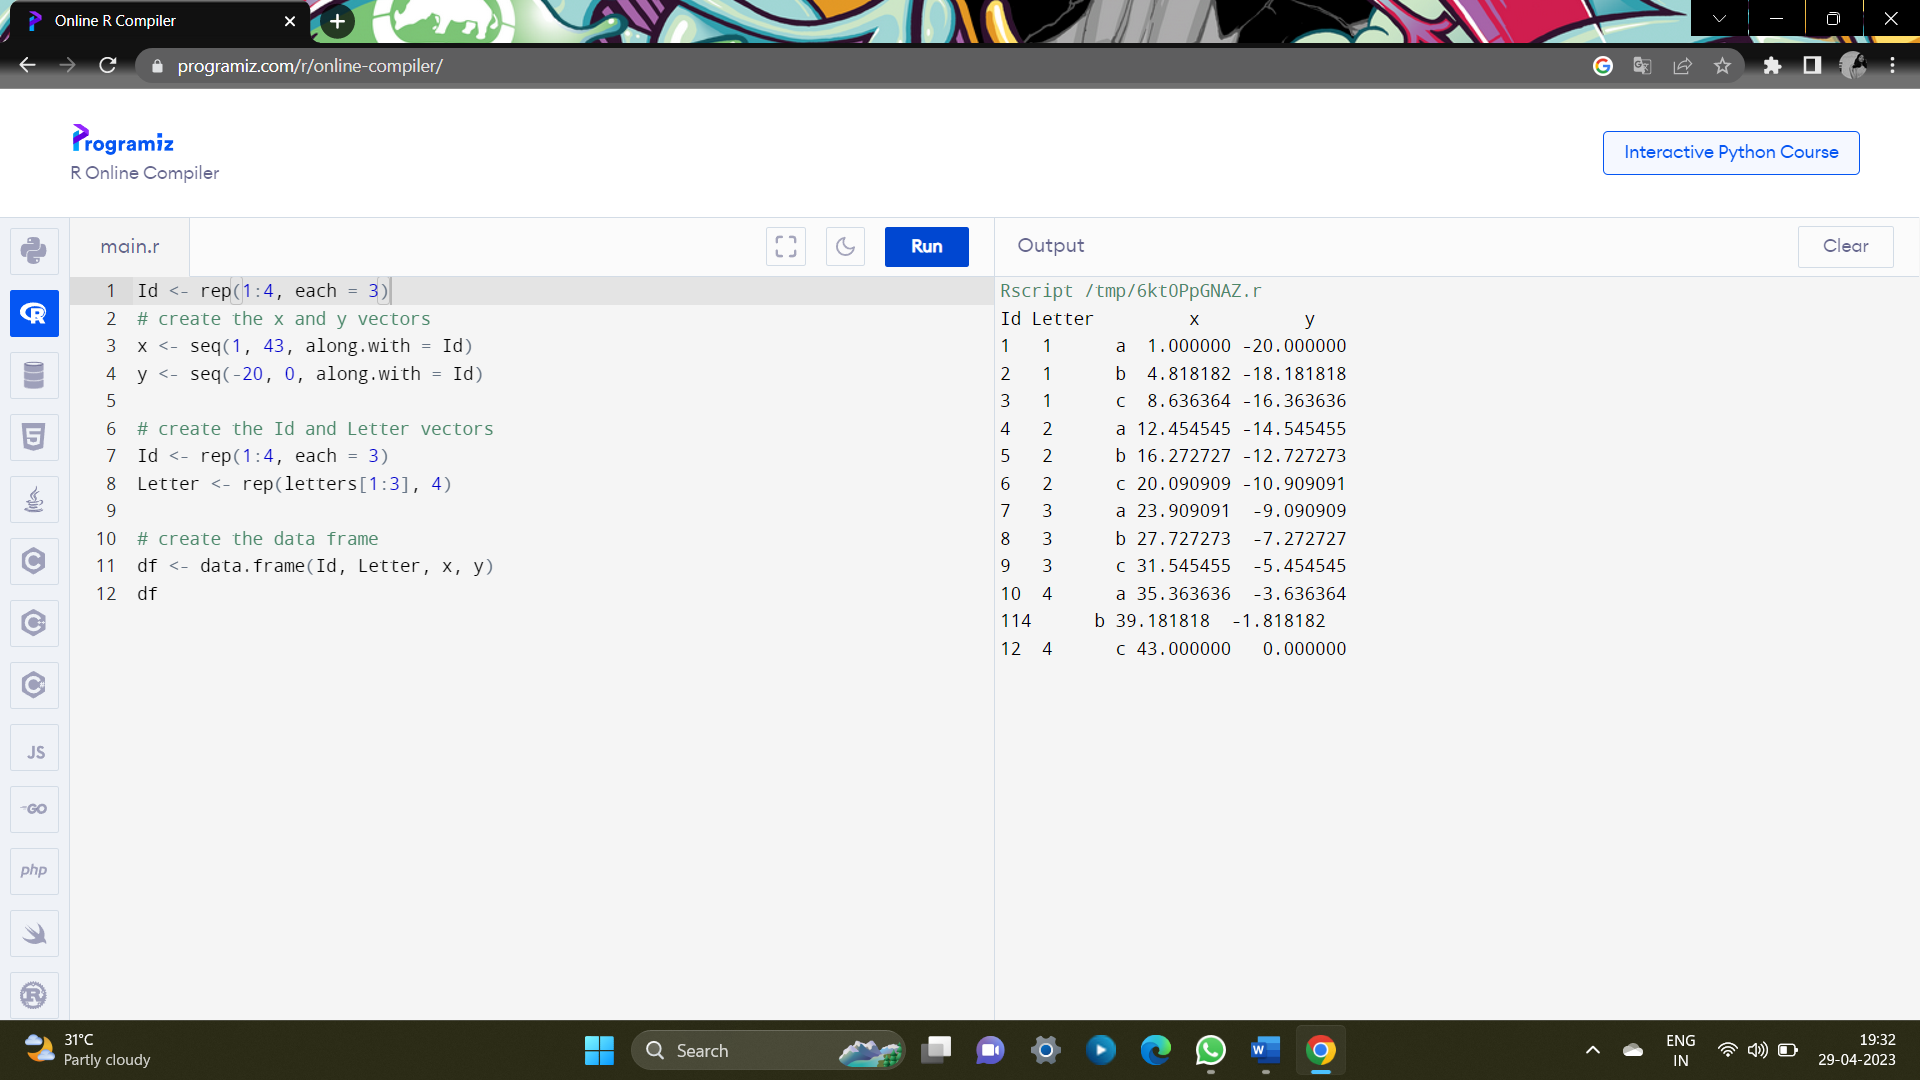 Online R Compiler
programiz.com/r/online-compiler/
Programiz
R Online Compiler
Interactive Python Course
main.r
Run
Output
Clear
1 Id <- rep(1:4, each = 3)
2 # create the x and y vectors
3 x <- seq(1, 43, along.with = Id)
4 y <- seq(-20, 0, along.with = Id)
5
6 # create the Id and Letter vectors
7 Id <- rep(1:4, each = 3)
8 Letter <- rep(letters[1:3], 4)
9
10 # create the data frame
11 df <- data.frame(Id, Letter, x, y)
12 df
Rscript /tmp/6ktOPpGNAZ.r
Id Letter         x          y
1   1      a  1.000000 -20.000000
2   1      b  4.818182 -18.181818
3   1      c  8.636364 -16.363636
4   2      a 12.454545 -14.545455
5   2      b 16.272727 -12.727273
6   2      c 20.090909 -10.909091
7   3      a 23.909091  -9.090909
8   3      b 27.727273  -7.272727
9   3      c 31.545455  -5.454545
10  4      a 35.363636  -3.636364
114      b 39.181818  -1.818182
12  4      c 43.000000   0.000000
JS
GO
php
31°C
Partly cloudy
Search
ENG
IN
19:32
29-04-2023